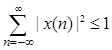 ∑_{n=-∞}^{∞} | x(n) |² ≤ 1